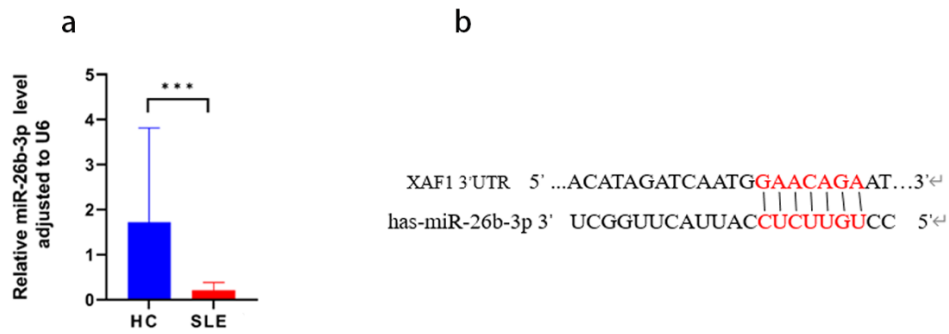 a
b
Relative miR-26b-3p level
adjusted to U6
5
4
3
2
1
0
***
HC
SLE
XAF1 3'UTR 5' ...ACATAGATCAATGGAACAGAAT...3'↵
has-miR-26b-3p 3' UCGGUUCAUUACCUCUUGUCC 5'↵